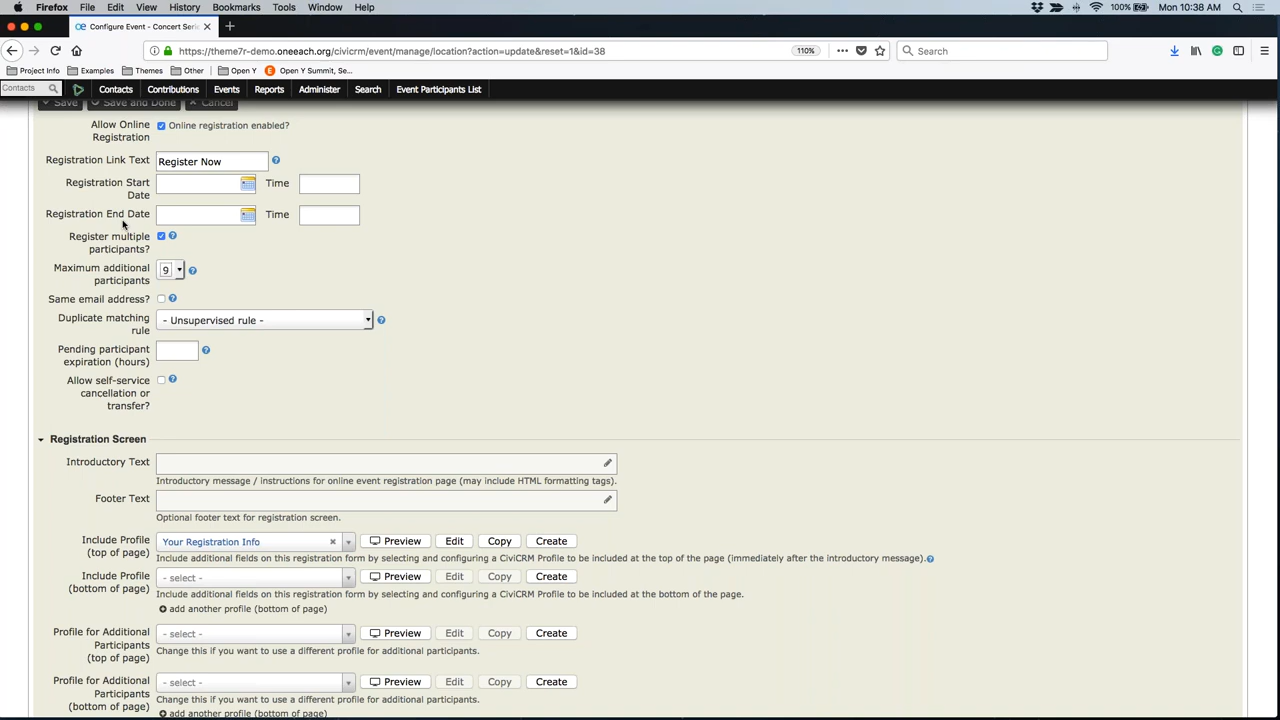 Firefox File Edit View History Bookmarks Tools Window Help 100% Mon 10:38 AM
Configure Event - Concert Seri
https://theme7r-demo.oneeach.org/civicrm/event/manage/location?action=update&reset=1&id=38 110% Search
Project Info Examples Themes Other Open Y Open Y Summit, Se...
Contacts Contacts Contributions Events Reports Administer Search Event Participants List
Save Save and Done Cancel
Allow Online Registration Online registration enabled?
Registration Link Text Register Now
Registration Start Date Time
Registration End Date Time
Register multiple participants?
Maximum additional participants 9
Same email address?
Duplicate matching rule - Unsupervised rule -
Pending participant expiration (hours)
Allow self-service cancellation or transfer?
Registration Screen
Introductory Text
Introductory message / instructions for online event registration page (may include HTML formatting tags).
Footer Text
Optional footer text for registration screen.
Include Profile (top of page) Your Registration Info Preview Edit Copy Create
Include additional fields on this registration form by selecting and configuring a CiviCRM Profile to be included at the top of the page (immediately after the introductory message).
Include Profile (bottom of page) - select - Preview Edit Copy Create
Include additional fields on this registration form by selecting and configuring a CiviCRM Profile to be included at the bottom of the page.
add another profile (bottom of page)
Profile for Additional Participants (top of page) - select - Preview Edit Copy Create
Change this if you want to use a different profile for additional participants.
Profile for Additional Participants (bottom of page) - select - Preview Edit Copy Create
Change this if you want to use a different profile for additional participants.
add another profile (bottom of page)